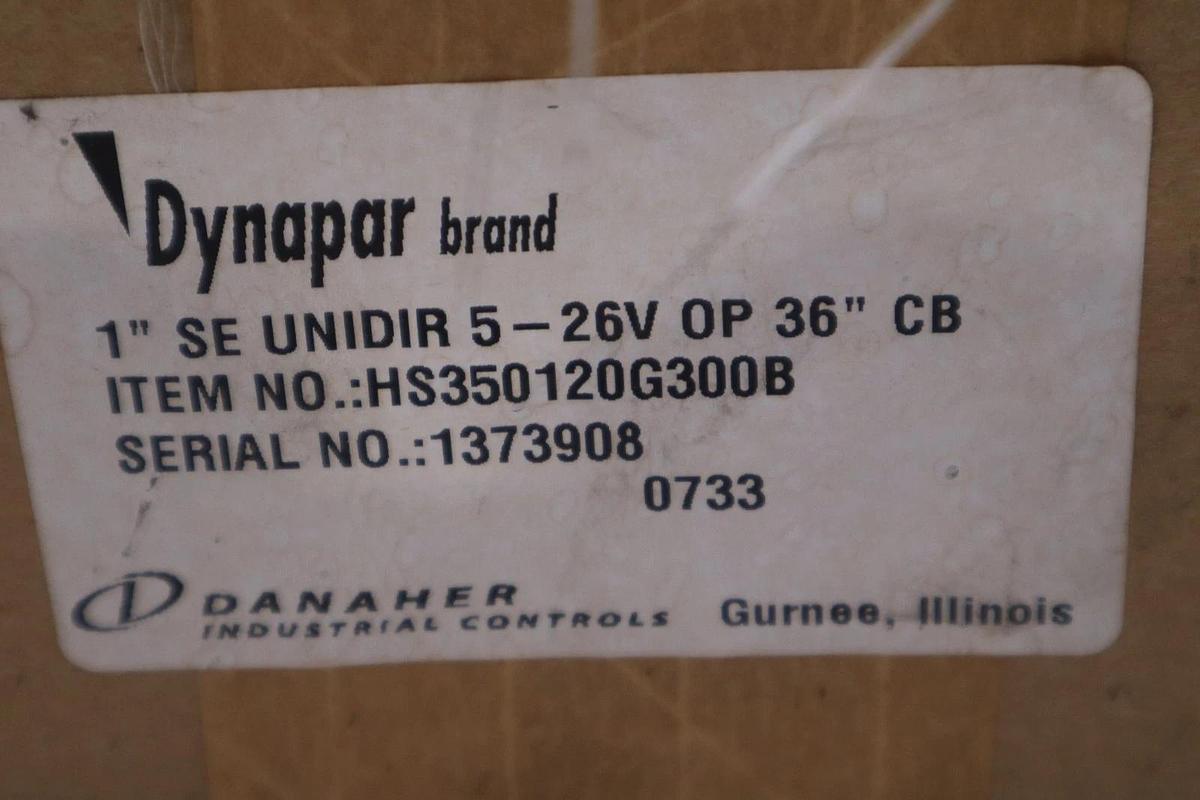 Dynapar brand
1" SE UNIDIR 5-26V OP 36" CB
ITEM NO.:HS350120G300B
SERIAL NO.:1373908
0733
DANAHER
INDUSTRIAL CONTROLS Gurnee, Illinois